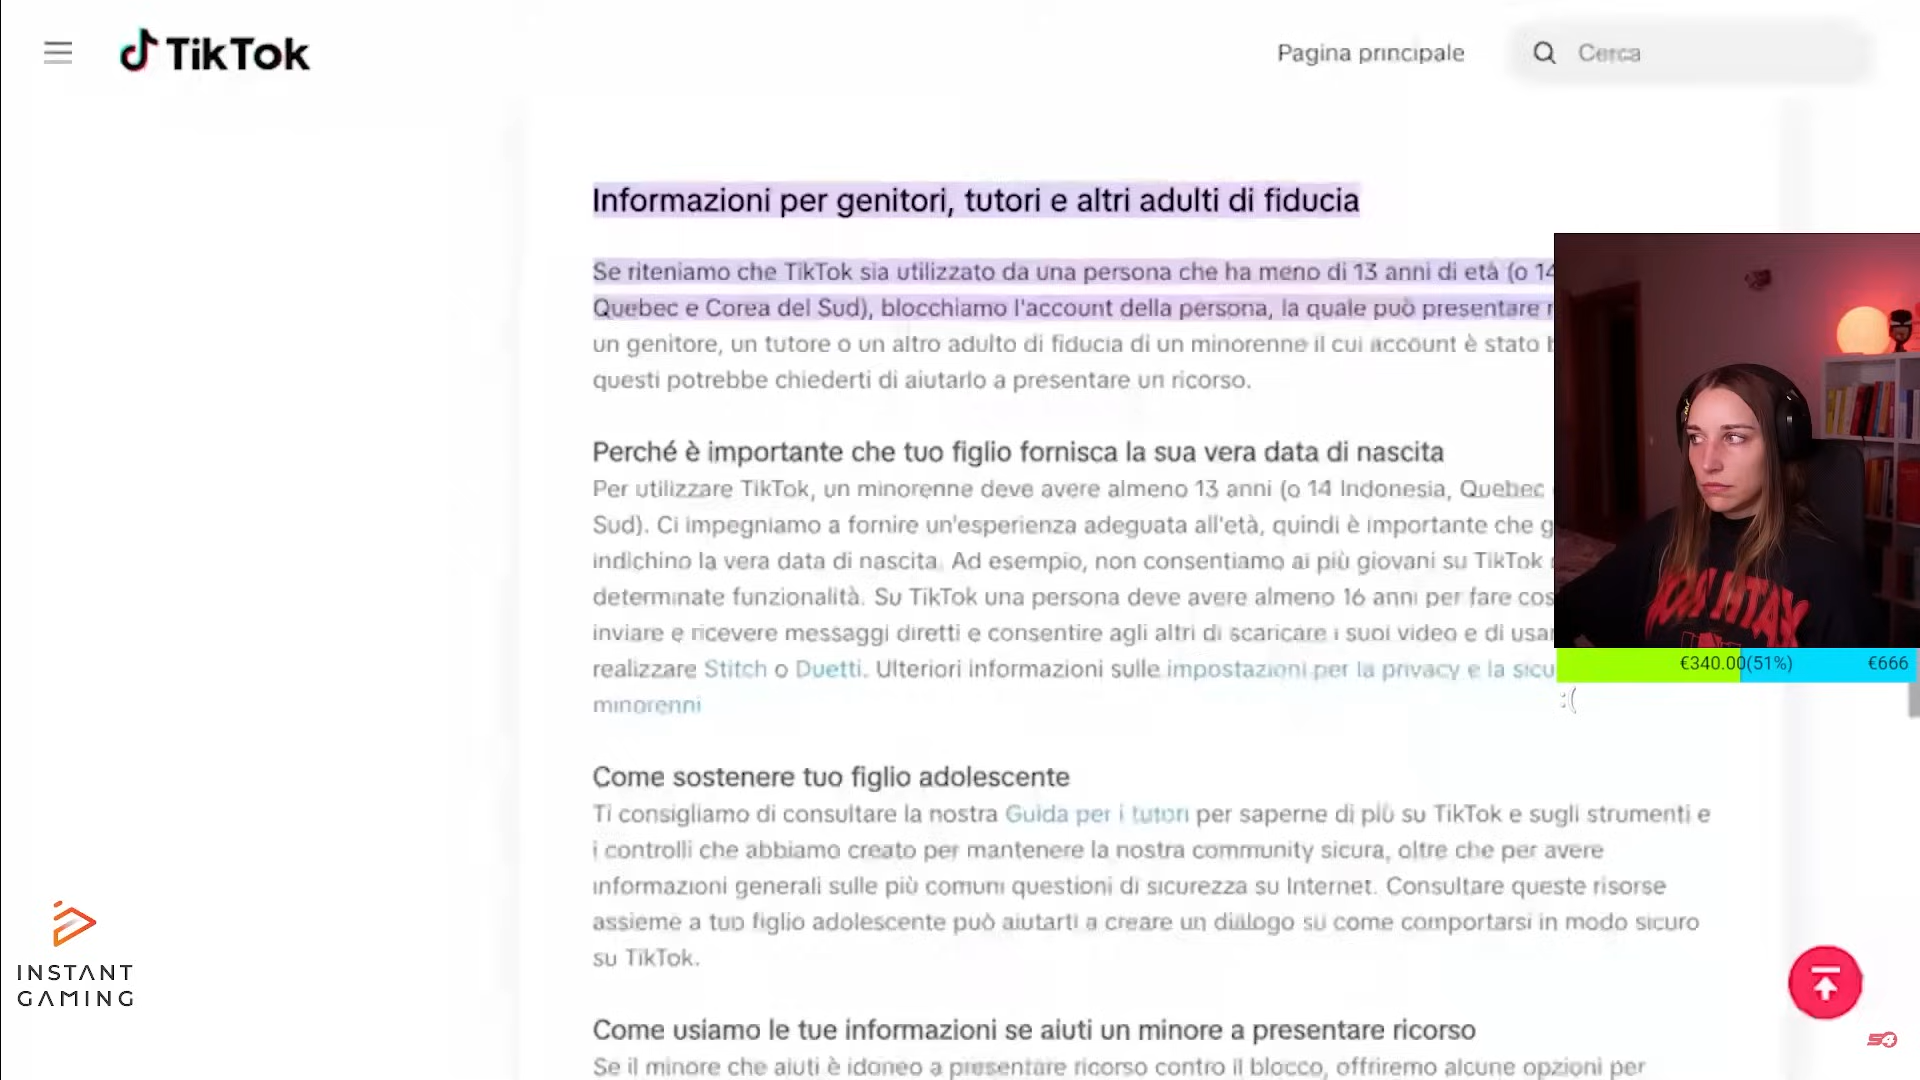 TikTok
Pagina principale
Cerca
Informazioni per genitori, tutori e altri adulti di fiducia
Se riteniamo che TikTok sia utilizzato da una persona che ha meno di 13 anni di età (o 14
Quebec e Corea del Sud), blocchiamo l'account della persona, la quale può presentare
un genitore, un tutore o un altro adulto di fiducia di un minorenne il cui account è stato
questi potrebbe chiederti di aiutarlo a presentare un ricorso.
Perché è importante che tuo figlio fornisca la sua vera data di nascita
Per utilizzare TikTok, un minorenne deve avere almeno 13 anni (o 14 Indonesia, Quebec
Sud). Ci impegniamo a fornire un'esperienza adeguata all'età, quindi è importante che
indichino la vera data di nascita. Ad esempio, non consentiamo ai più giovani su TikTok
determinate funzionalità. Su TikTok una persona deve avere almeno 16 anni per fare cos
inviare e ricevere messaggi diretti e consentire agli altri di scaricare i suoi video e di usar
realizzare Stitch o Duetti. Ulteriori informazioni sulle impostazioni per la privacy e la sicu
minorenni
Come sostenere tuo figlio adolescente
Ti consigliamo di consultare la nostra Guida per i tutori per saperne di più su TikTok e sugli strumenti e
i controlli che abbiamo creato per mantenere la nostra community sicura, oltre che per avere
informazioni generali sulle più comuni questioni di sicurezza su Internet. Consultare queste risorse
assieme a tuo figlio adolescente può aiutarti a creare un dialogo su come comportarsi in modo sicuro
su TikTok.
Come usiamo le tue informazioni se aiuti un minore a presentare ricorso
Se il minore che aiuti è idoneo a presentare ricorso contro il blocco, offriremo alcune opzioni per
€340.00(51%) €666
:(
INSTANT
GAMING
S4